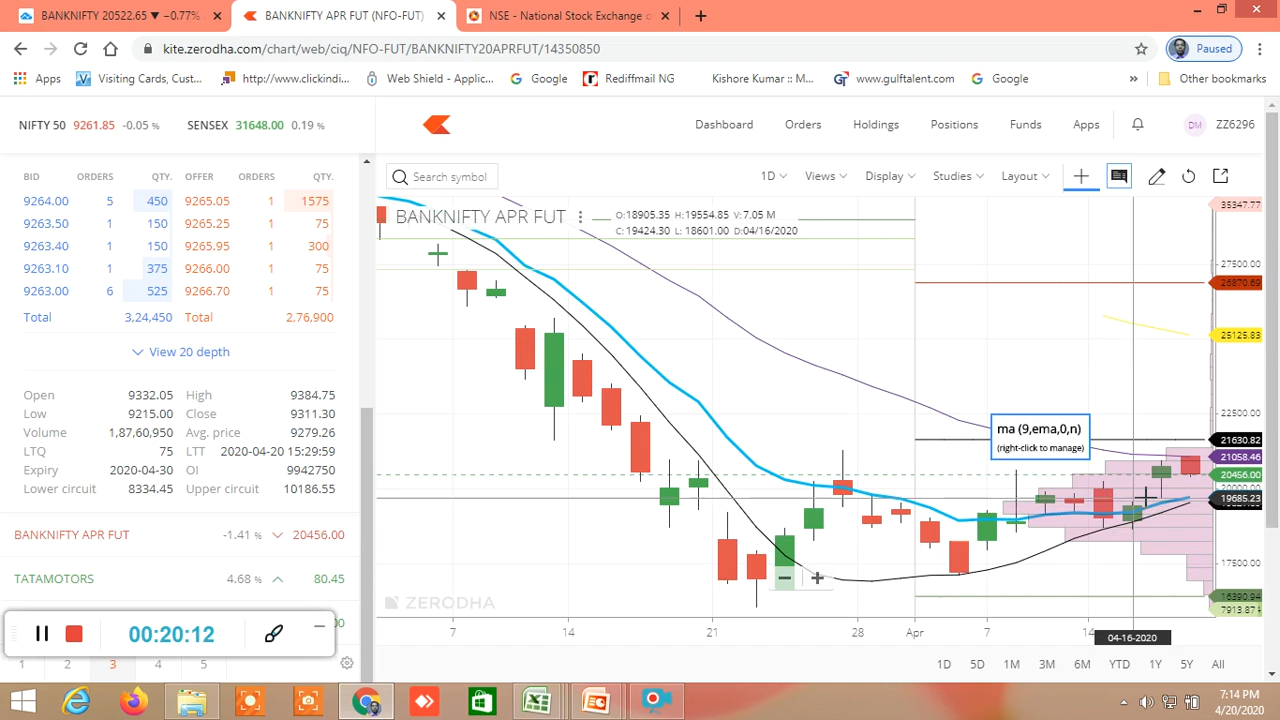 BANKNIFTY 20522.65 ▼ −0.77% ×
BANKNIFTY APR FUT (NFO-FUT) ×
NSE - National Stock Exchange o ×
kite.zerodha.com/chart/web/ciq/NFO-FUT/BANKNIFTY20APRFUT/14350850
Paused
Apps
Visiting Cards, Cust...
http://www.clickindi...
Web Shield - Applic...
Google
Rediffmail NG
Kishore Kumar :: M...
www.gulftalent.com
Google
»
Other bookmarks
NIFTY 50 9261.85 -0.05 %
SENSEX 31648.00 0.19 %
Dashboard
Orders
Holdings
Positions
Funds
Apps
DM
ZZ6296
BID ORDERS QTY. OFFER ORDERS QTY.
9264.00 5 450 9265.05 1 1575
9263.50 1 150 9265.25 1 75
9263.40 1 150 9265.95 1 300
9263.10 1 375 9266.00 1 75
9263.00 6 525 9266.70 1 75
Total 3,24,450 Total 2,76,900
View 20 depth
Open 9332.05 High 9384.75
Low 9215.00 Close 9311.30
Volume 1,87,60,950 Avg. price 9279.26
LTQ 75 LTT 2020-04-20 15:29:59
Expiry 2020-04-30 OI 9942750
Lower circuit 8334.45 Upper circuit 10186.55
BANKNIFTY APR FUT -1.41 % 20456.00
TATAMOTORS 4.68 % 80.45
00:20:12
1 2 3 4 5
Search symbol
1D
Views
Display
Studies
Layout
BANKNIFTY APR FUT
O:18905.35 H:19554.85 V:7.05 M
C:19424.30 L: 18601.00 D:04/16/2020
ma (9,ema,0,n)
(right-click to manage)
35347.77
27500.00
26870.69
25125.83
22500.00
21630.82
21058.46
20456.00
20000.00
19685.23
17500.00
16390.94
7913.87
ZERODHA
7 14 21 28 Apr 7 14
04-16-2020
1D 5D 1M 3M 6M YTD 1Y 5Y All
7:14 PM
4/20/2020